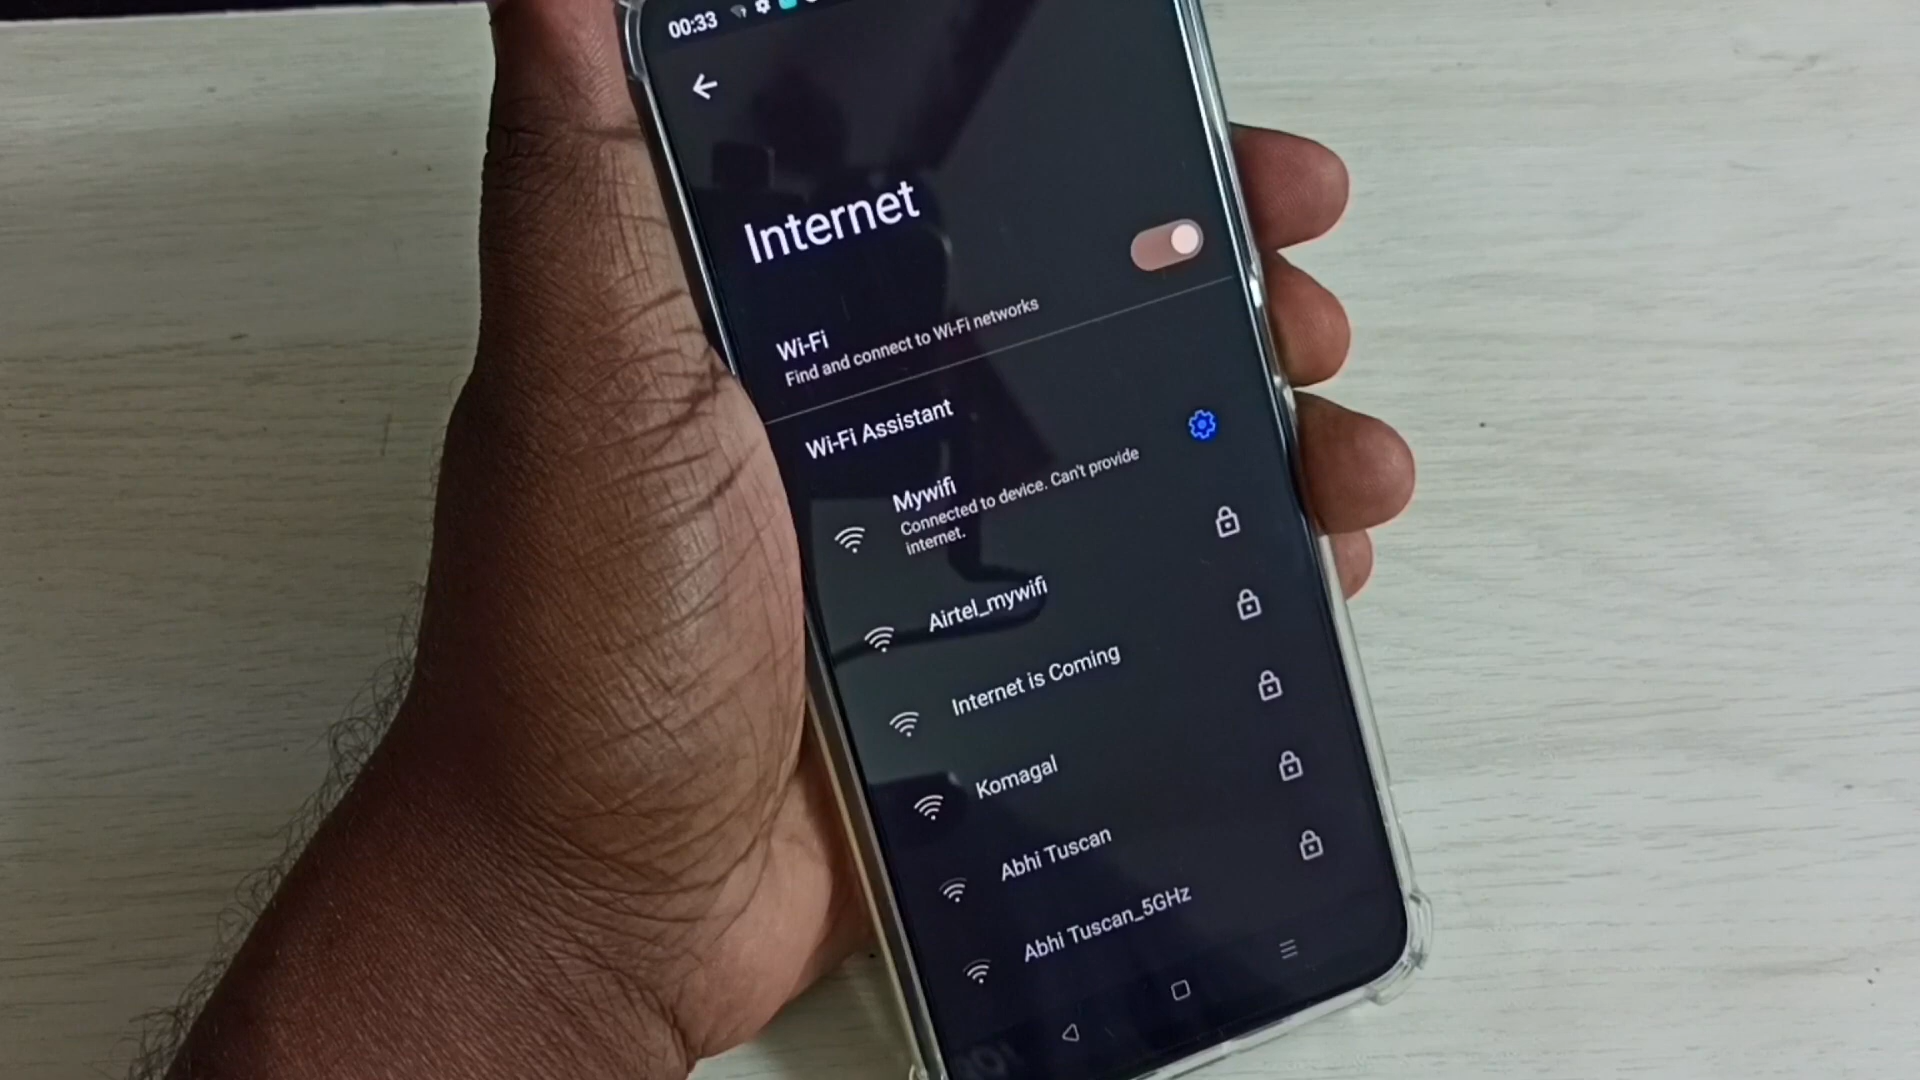 00:33
Internet
Wi-Fi
Find and connect to Wi-Fi networks
Wi-Fi Assistant
Mywifi
Connected to device. Can't provide
internet.
Airtel_mywifi
Internet is Coming
Komagal
Abhi Tuscan
Abhi Tuscan_5GHz